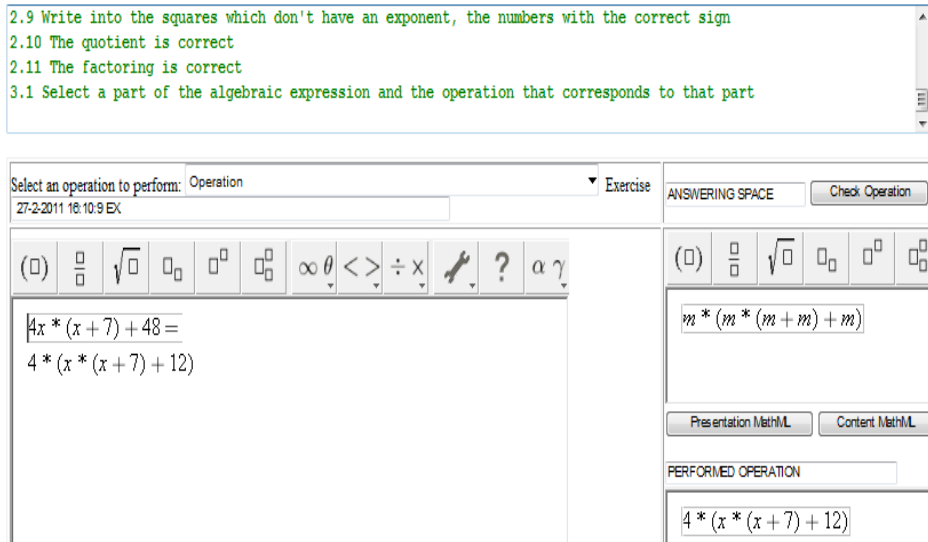 2.9 Write into the squares which don't have an exponent, the numbers with the correct sign
2.10 The quotient is correct
2.11 The factoring is correct
3.1 Select a part of the algebraic expression and the operation that corresponds to that part
Select an operation to perform: Operation Exercise
27-2-2011 16:10:9 EX
ANSWERING SPACE Check Operation
4x * (x + 7) + 48 =
4 * (x * (x + 7) + 12)
m * (m * (m + m) + m)
Presentation MathML Content MathML
PERFORMED OPERATION
4 * (x * (x + 7) + 12)